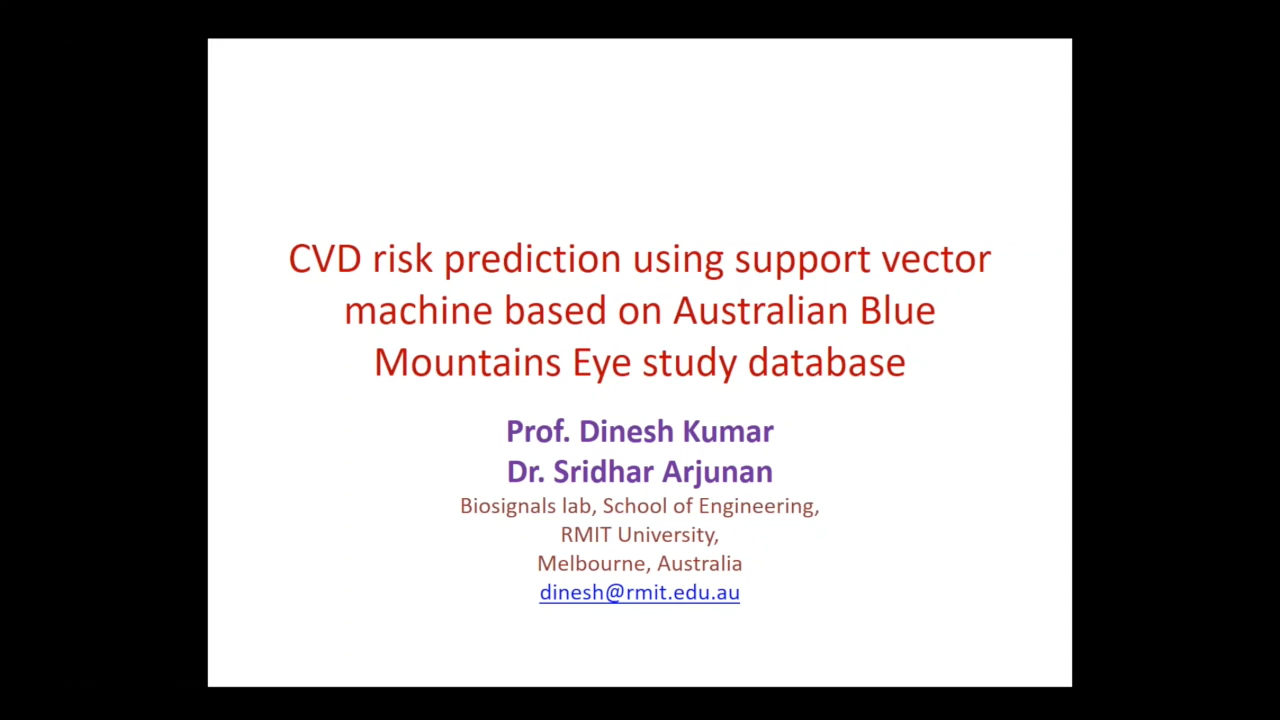 CVD risk prediction using support vector
machine based on Australian Blue
Mountains Eye study database
Prof. Dinesh Kumar
Dr. Sridhar Arjunan
Biosignals lab, School of Engineering,
RMIT University,
Melbourne, Australia
dinesh@rmit.edu.au